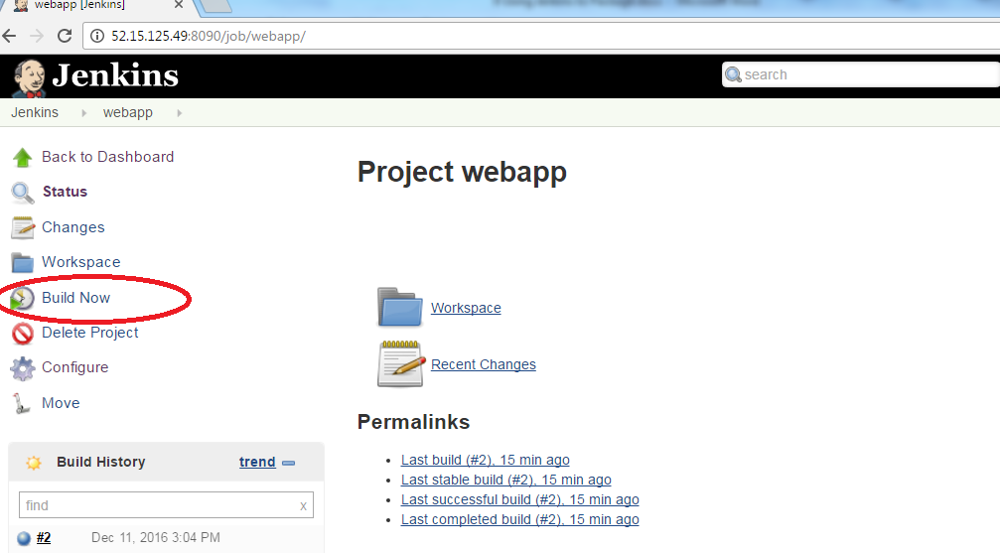 webapp [Jenkins]
52.15.125.49:8090/job/webapp/
Jenkins
search
Jenkins
webapp
Back to Dashboard
Status
Changes
Workspace
Build Now
Delete Project
Configure
Move
Build History
trend
find
x
#2
Dec 11, 2016 3:04 PM
Project webapp
Workspace
Recent Changes
Permalinks
Last build (#2), 15 min ago
Last stable build (#2), 15 min ago
Last successful build (#2), 15 min ago
Last completed build (#2), 15 min ago